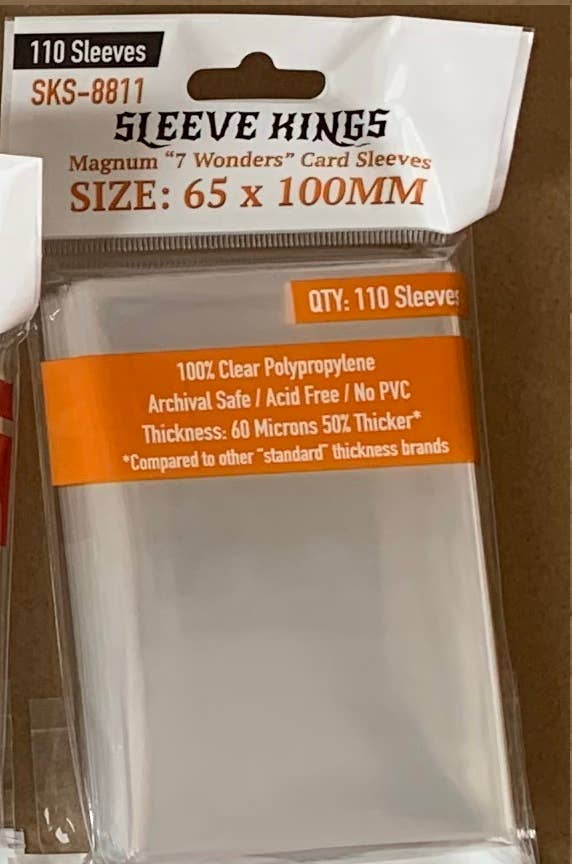 110 Sleeves
SKS-8811
SLEEVE KINGS
Magnum "7 Wonders" Card Sleeves
SIZE: 65 x 100MM
QTY: 110 Sleeves
100% Clear Polypropylene
Archival Safe / Acid Free / No PVC
Thickness: 60 Microns 50% Thicker*
*Compared to other "standard" thickness brands